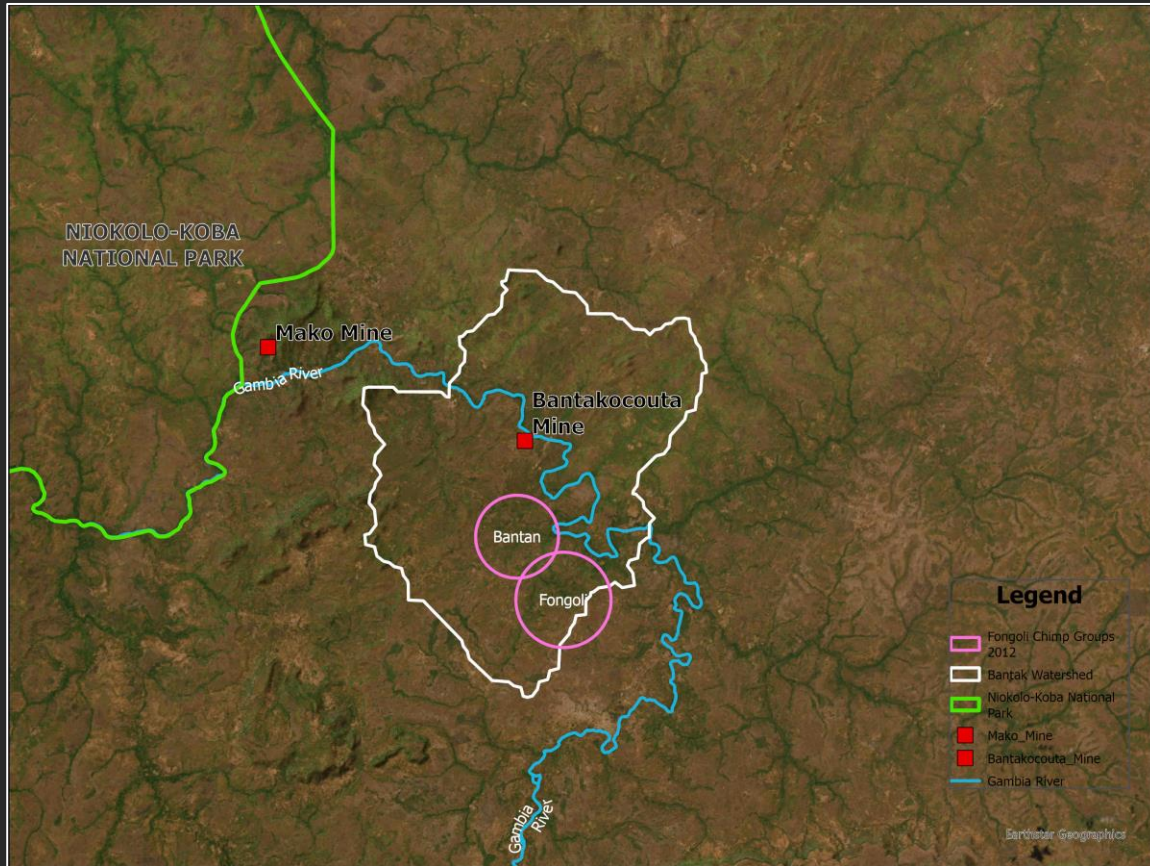 NIOKOLO-KOBA
NATIONAL PARK
Mako Mine
Gambia River
Bantakocouta
Mine
Bantan
Fongoli
Gambia
River
Legend
Fongoli Chimp Groups
2012
Bantak Watershed
Niokolo-Koba National
Park
Mako_Mine
Bantakocouta_Mine
Gambia River
Earthstar Geographics